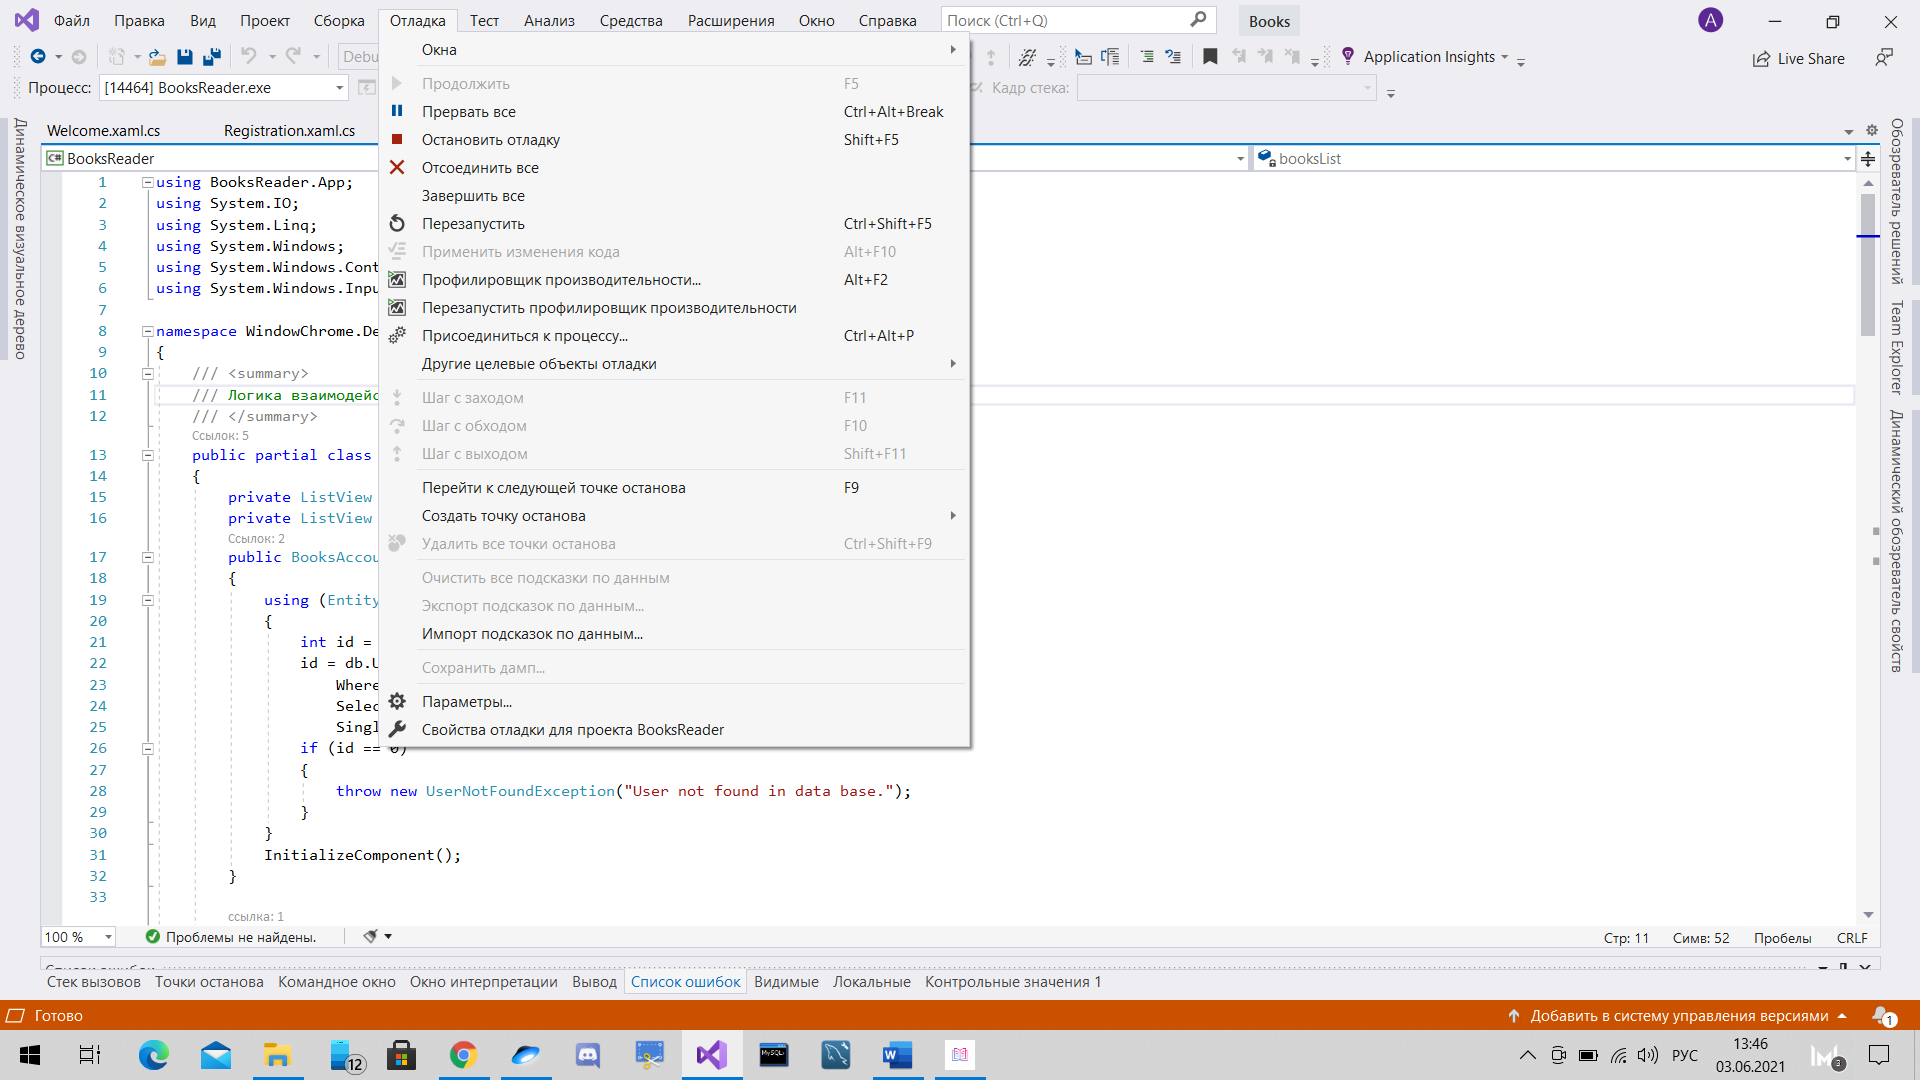 Файл Правка Вид Проект Сборка Отладка Тест Анализ Средства Расширения Окно Справка Поиск (Ctrl+Q) Books A
Debu Application Insights Live Share
Процесс: [14464] BooksReader.exe Кадр стека:
Welcome.xaml.cs Registration.xaml.cs
BooksReader booksList
Окна
Продолжить F5
Прервать все Ctrl+Alt+Break
Остановить отладку Shift+F5
Отсоединить все
Завершить все
Перезапустить Ctrl+Shift+F5
Применить изменения кода Alt+F10
Профилировщик производительности... Alt+F2
Перезапустить профилировщик производительности
Присоединиться к процессу... Ctrl+Alt+P
Другие целевые объекты отладки
Шаг с заходом F11
Шаг с обходом F10
Шаг с выходом Shift+F11
Перейти к следующей точке останова F9
Создать точку останова
Удалить все точки останова Ctrl+Shift+F9
Очистить все подсказки по данным
Экспорт подсказок по данным...
Импорт подсказок по данным...
Сохранить дамп...
Параметры...
Свойства отладки для проекта BooksReader
Динамическое визуальное дерево
1 using BooksReader.App;
2 using System.IO;
3 using System.Linq;
4 using System.Windows;
5 using System.Windows.Cont
6 using System.Windows.Inpu
7
8 namespace WindowChrome.De
9 {
10 /// <summary>
11 /// Логика взаимодейс
12 /// </summary>
Ссылок: 5
13 public partial class
14 {
15 private ListView
16 private ListView
Ссылок: 2
17 public BooksAccou
18 {
19 using (Entity
20 {
21 int id =
22 id = db.U
23 Where
24 Selec
25 Singl
26 if (id == 0)
27 {
28 throw new UserNotFoundException("User not found in data base.");
29 }
30 }
31 InitializeComponent();
32 }
33
ссылка: 1
Обозреватель решений
Team Explorer
Динамический обозреватель свойств
100 % Проблемы не найдены. Стр: 11 Симв: 52 Пробелы CRLF
Список ошибок
Стек вызовов Точки останова Командное окно Окно интерпретации Вывод Список ошибок Видимые Локальные Контрольные значения 1
Готово Добавить в систему управления версиями 1
12 MySQL РУС 13:46 3
03.06.2021